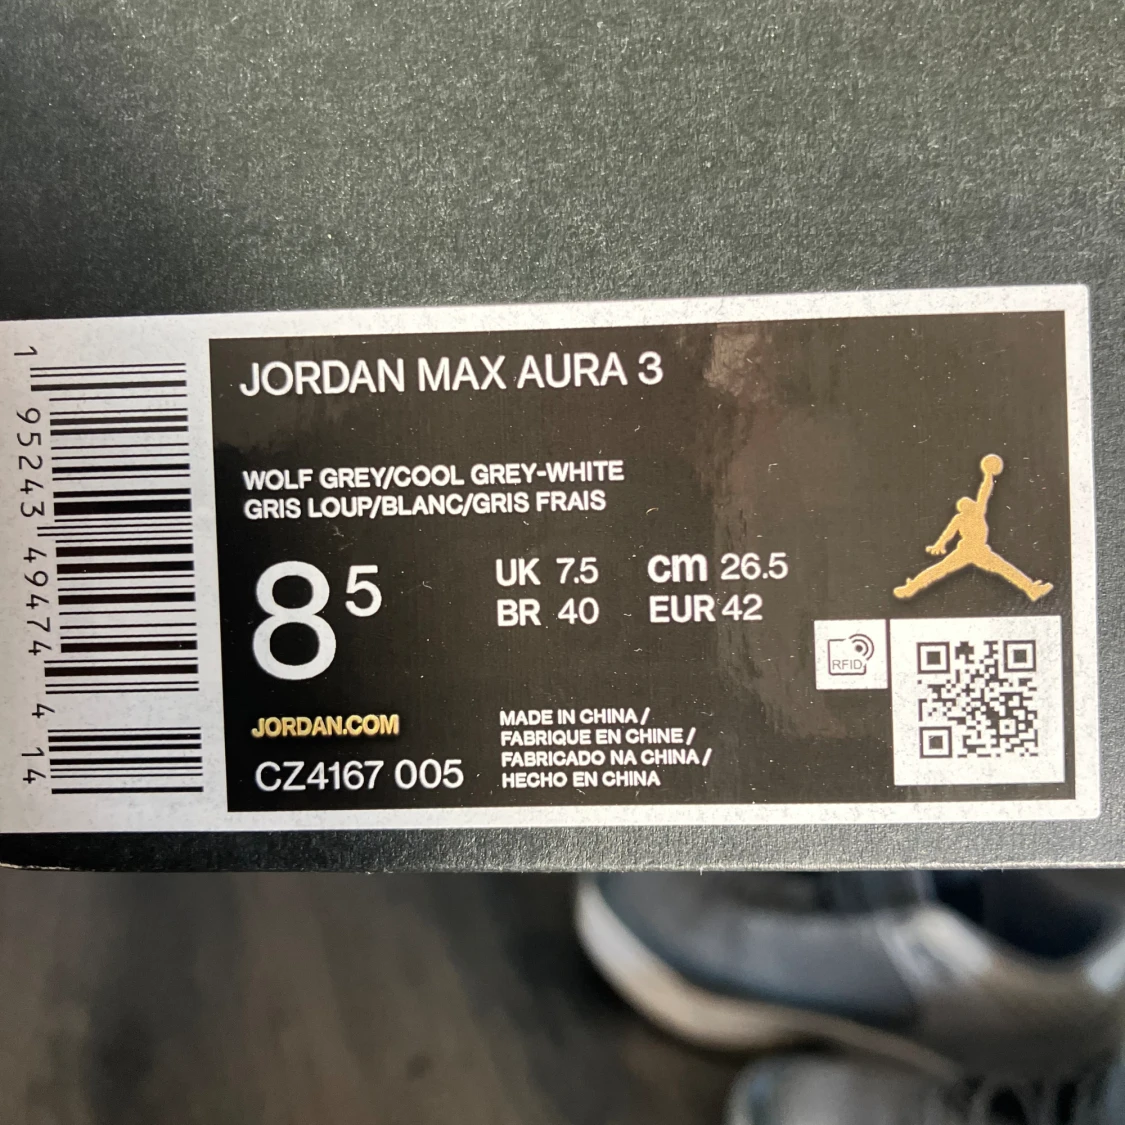 JORDAN MAX AURA 3
WOLF GREY/COOL GREY-WHITE
GRIS LOUP/BLANC/GRIS FRAIS
8 5
UK 7.5 cm 26.5
BR 40 EUR 42
JORDAN.COM
CZ4167 005
MADE IN CHINA /
FABRIQUE EN CHINE /
FABRICADO NA CHINA /
HECHO EN CHINA
RFID
1 95243 49474 4 14